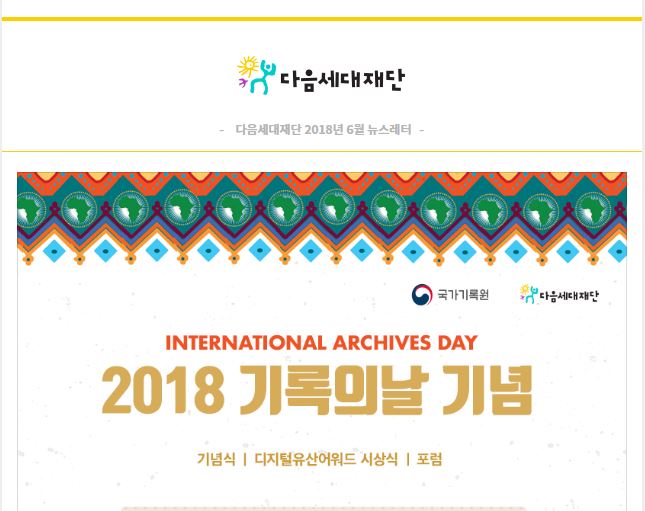 다음세대재단
- 다음세대재단 2018년 6월 뉴스레터 -
국가기록원 다음세대재단
INTERNATIONAL ARCHIVES DAY
2018 기록의날 기념
기념식 | 디지털유산어워드 시상식 | 포럼